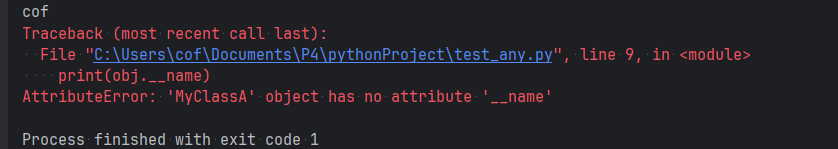 cof
Traceback (most recent call last):
  File "C:\Users\cof\Documents\P4\pythonProject\test_any.py", line 9, in <module>
    print(obj.__name)
AttributeError: 'MyClassA' object has no attribute '__name'
Process finished with exit code 1